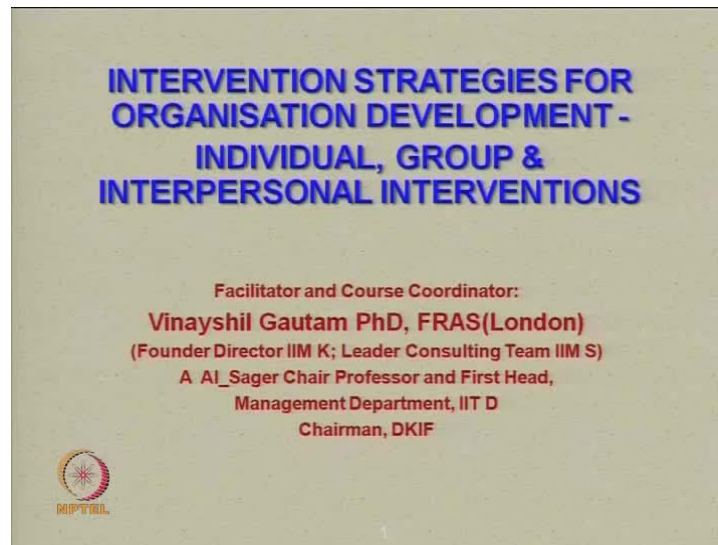 INTERVENTION STRATEGIES FOR
ORGANISATION DEVELOPMENT -
INDIVIDUAL, GROUP &
INTERPERSONAL INTERVENTIONS
Facilitator and Course Coordinator:
Vinayshil Gautam PhD, FRAS(London)
(Founder Director IIM K; Leader Consulting Team IIM S)
A Al_Sager Chair Professor and First Head,
Management Department, IIT D
Chairman, DKIF
NPTEL
1